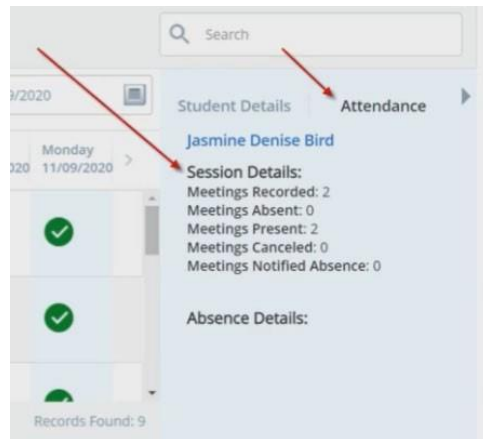 Search
9/2020
Student Details
Attendance
Jasmine Denise Bird
Monday
020 11/09/2020
Session Details:
Meetings Recorded: 2
Meetings Absent: 0
Meetings Present: 2
Meetings Canceled: 0
Meetings Notified Absence: 0
Absence Details:
Records Found: 9